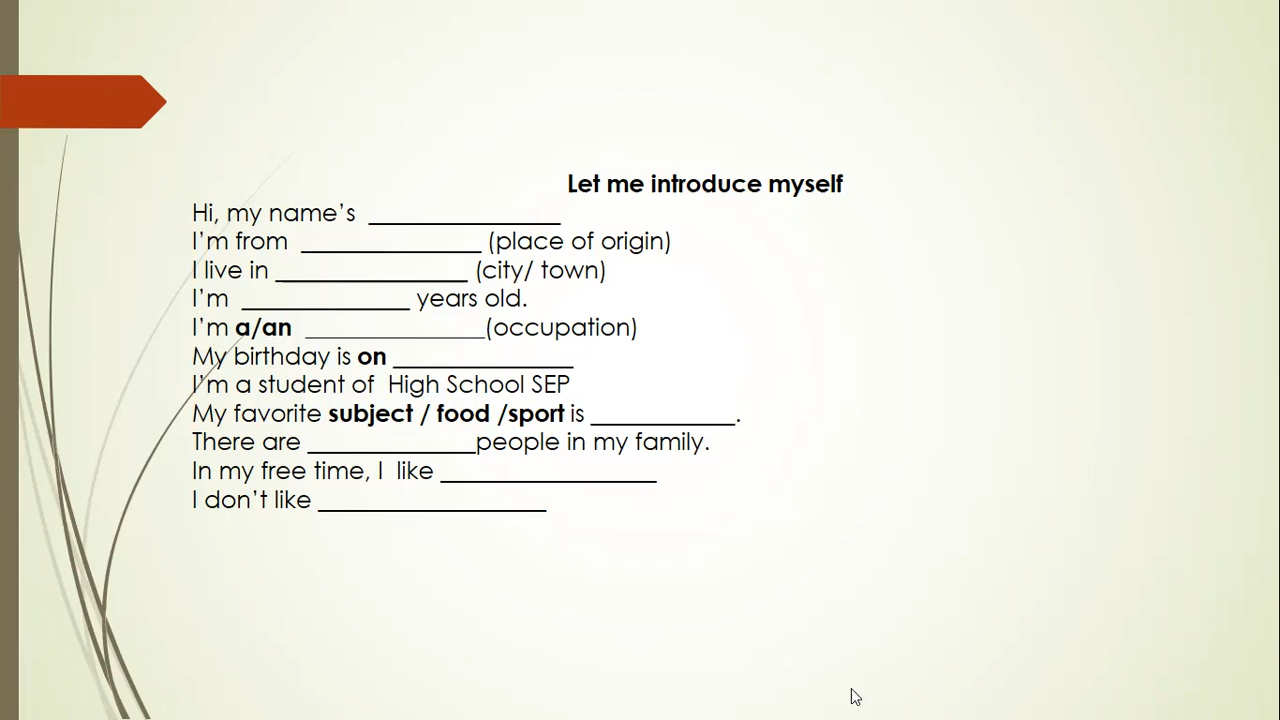 Let me introduce myself
Hi, my name’s ________________
I’m from _______________ (place of origin)
I live in ________________ (city/ town)
I’m ______________ years old.
I’m a/an _______________(occupation)
My birthday is on _______________
I’m a student of High School SEP
My favorite subject / food /sport is ____________.
There are ______________people in my family.
In my free time, I like __________________
I don’t like ___________________